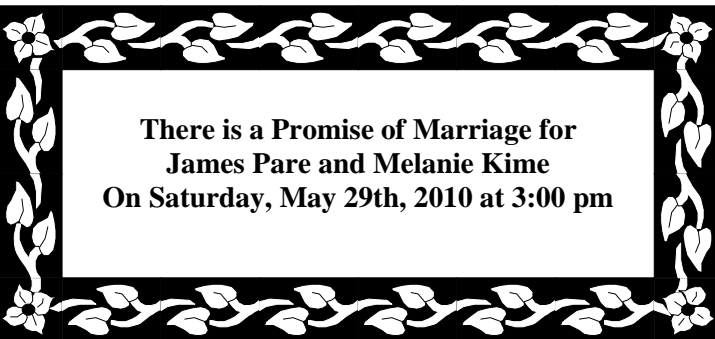 There is a Promise of Marriage for
James Pare and Melanie Kime
On Saturday, May 29th, 2010 at 3:00 pm